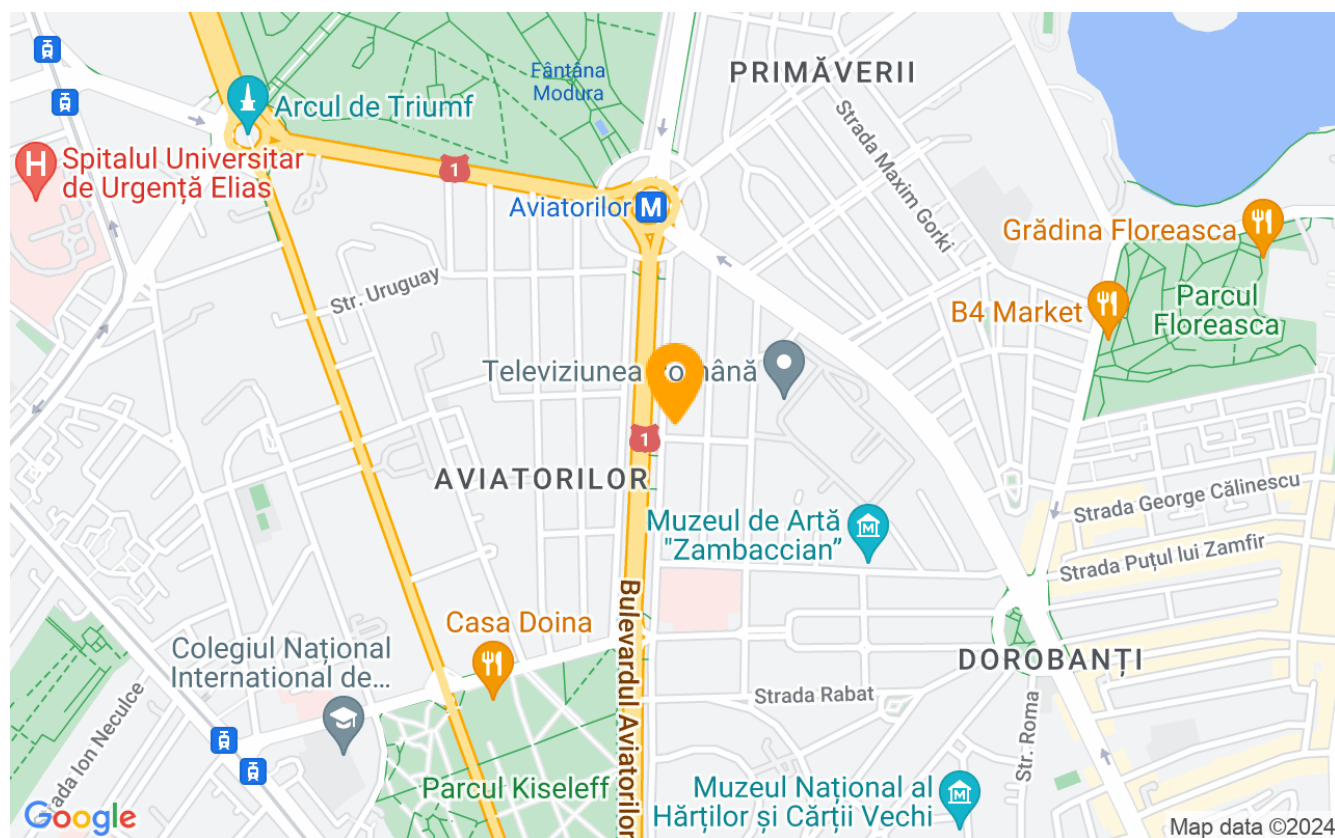 Fântâna
Modura
PRIMĂVERII
Arcul de Triumf
Strada Maxim Gorki
H
Spitalul Universitar
de Urgență Elias
1
Aviatorilor
M
Grădina Floreasca
Str. Uruguay
B4 Market
Parcul
Floreasca
Televiziunea
1
AVIATORILOR
Strada George Călinescu
Muzeul de Artă
"Zambaccian”
Strada Puțul lui Zamfir
Bulevardul Aviatorilor
Casa Doina
Colegiul Național
International de...
DOROBANȚI
Strada Rabat
Str. Roma
Ion Neculce
Parcul Kiseleff
Muzeul Național al
Hărților și Cărții Vechi
Google
Map data ©2024